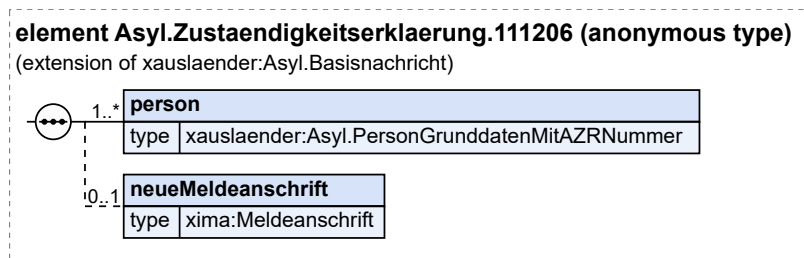 element Asyl.Zustaendigkeitserklaerung.111206 (anonymous type)
(extension of xauslaender:Asyl.Basisnachricht)
1..* person
type xauslaender:Asyl.PersonGrunddatenMitAZRNummer
0..1 neueMeldeanschrift
type xima:Meldeanschrift